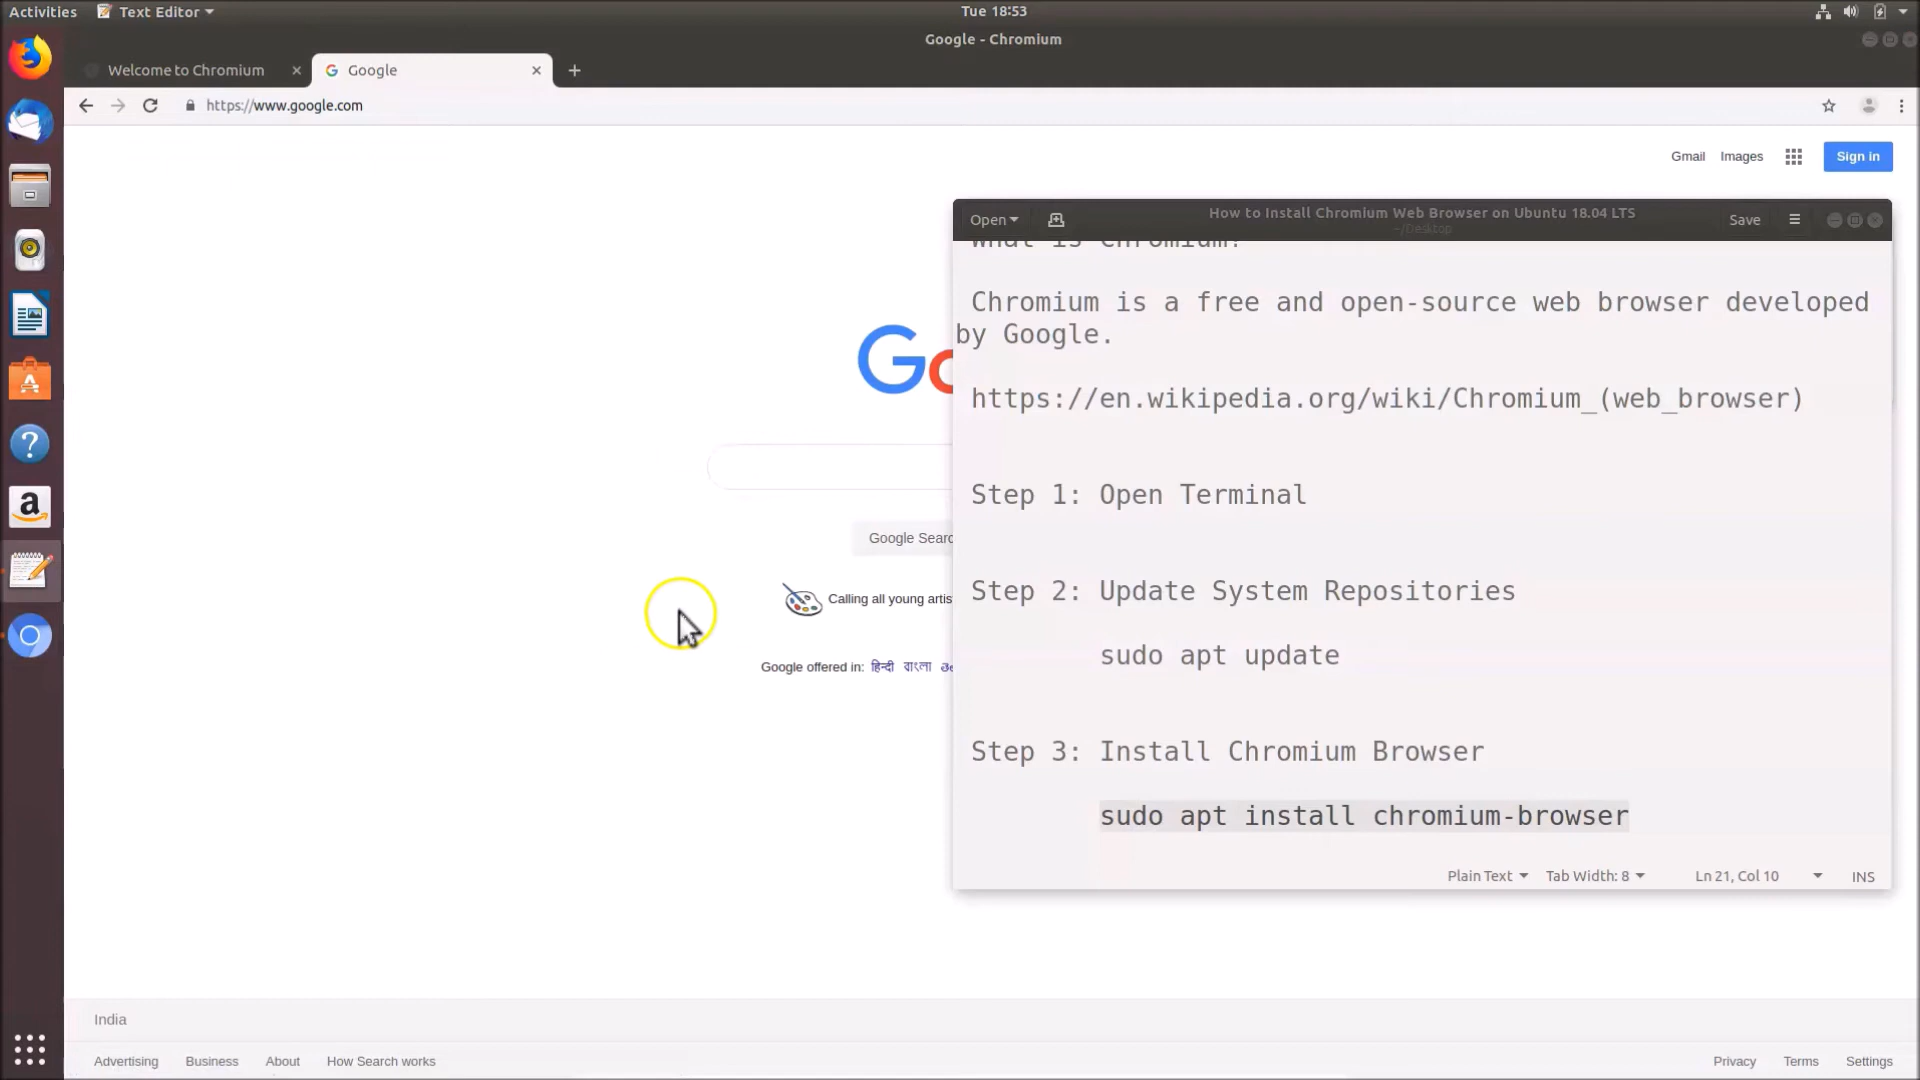 Activities
Text Editor
Tue 18:53
Google - Chromium
Welcome to Chromium
Google
https://www.google.com
Gmail
Images
Sign in
Open
How to Install Chromium Web Browser on Ubuntu 18.04 LTS
~/Desktop
Save
What is Chromium?
Chromium is a free and open-source web browser developed
by Google.
https://en.wikipedia.org/wiki/Chromium_(web_browser)
Step 1: Open Terminal
Step 2: Update System Repositories
sudo apt update
Step 3: Install Chromium Browser
sudo apt install chromium-browser
Plain Text
Tab Width: 8
Ln 21, Col 10
INS
Go
Google Searc
Calling all young artis
Google offered in: हिन्दी বাংলা
India
Advertising
Business
About
How Search works
Privacy
Terms
Settings